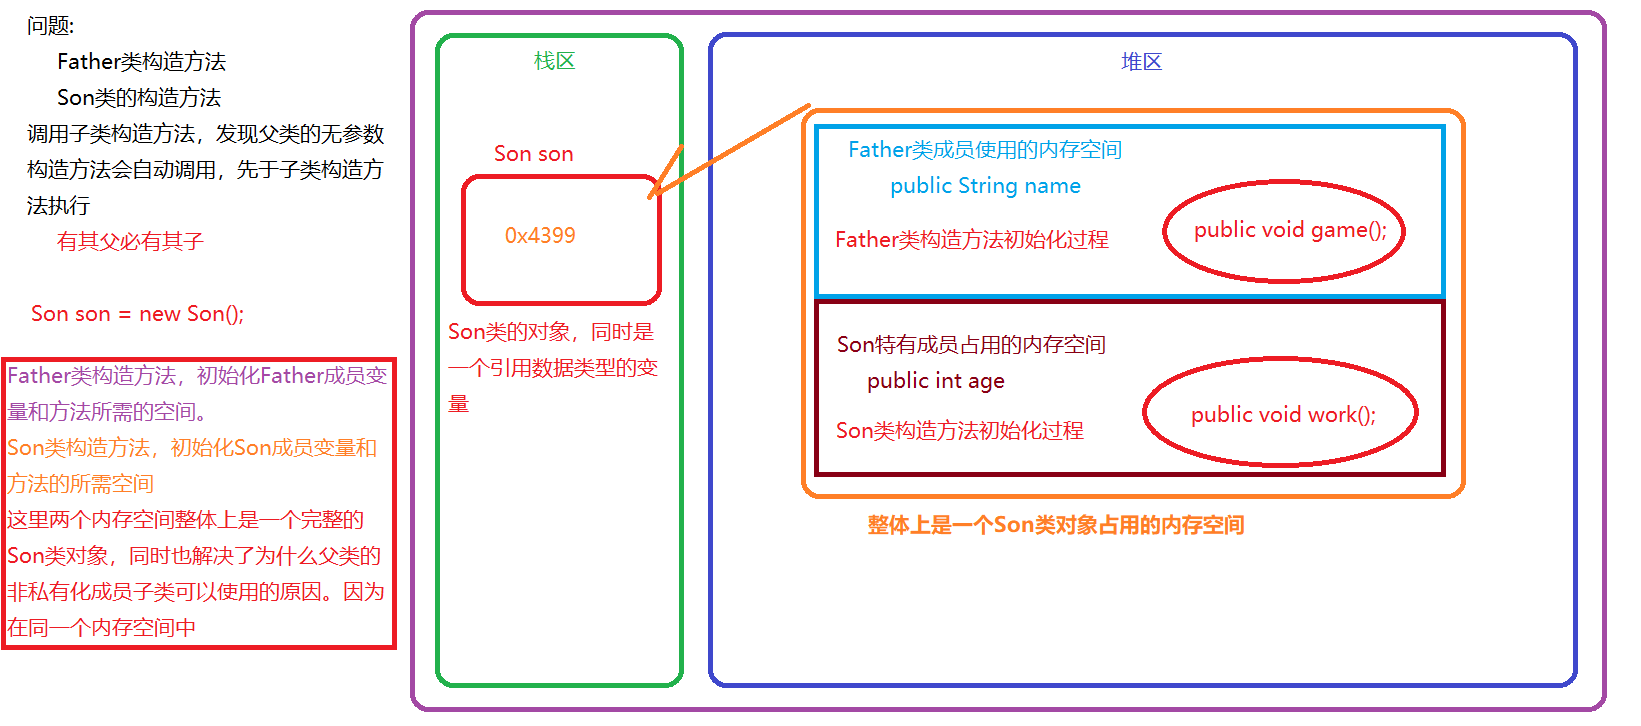 问题:
Father类构造方法
Son类的构造方法
调用子类构造方法，发现父类的无参数
构造方法会自动调用，先于子类构造方
法执行
有其父必有其子
Son son = new Son();
Father类构造方法，初始化Father成员变
量和方法所需的空间。
Son类构造方法，初始化Son成员变量和
方法的所需空间
这里两个内存空间整体上是一个完整的
Son类对象，同时也解决了为什么父类的
非私有化成员子类可以使用的原因。因为
在同一个内存空间中
栈区
Son son
0x4399
Son类的对象，同时是
一个引用数据类型的变
量
堆区
Father类成员使用的内存空间
public String name
Father类构造方法初始化过程
public void game();
Son特有成员占用的内存空间
public int age
Son类构造方法初始化过程
public void work();
整体上是一个Son类对象占用的内存空间